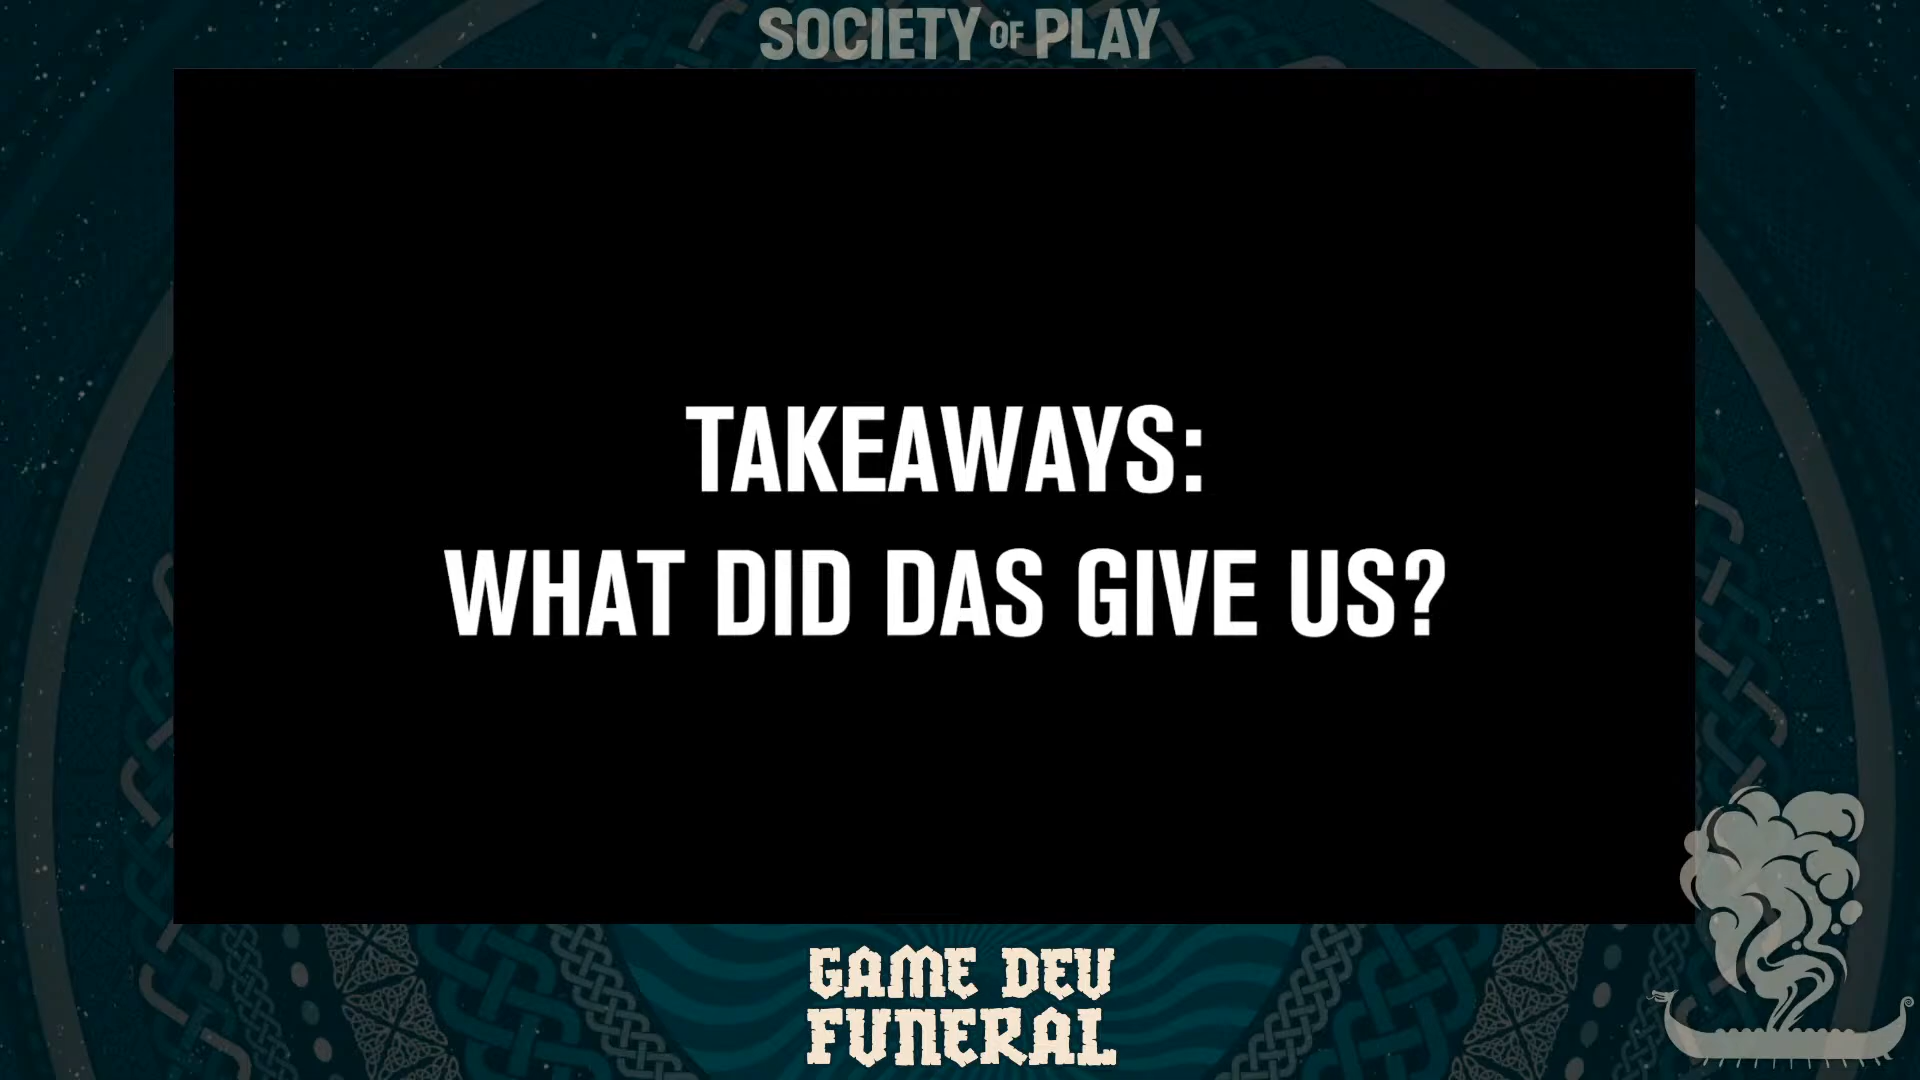 SOCIETY OF PLAY
TAKEAWAYS:
WHAT DID DAS GIVE US?
GAME DEV
FUNERAL